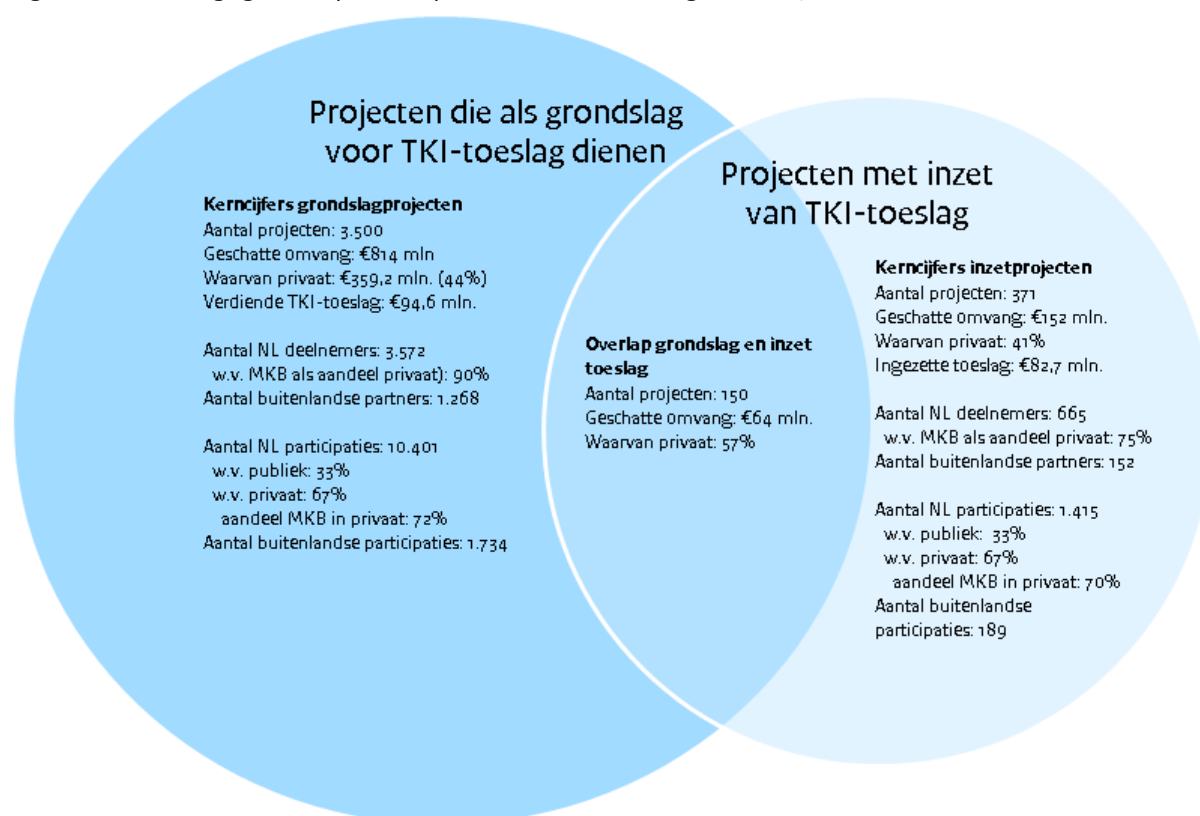 Projecten die als grondslag
voor TKI-toeslag dienen
Kerncijfers grondslagprojecten
Aantal projecten: 3.500
Geschatte omvang: €814 mln
Waarvan privaat: €359,2 mln. (44%)
Verdiende TKI-toeslag: €94,6 mln.
Aantal NL deelnemers: 3.572
w.v. MKB als aandeel privaat): 90%
Aantal buitenlandse partners: 1.268
Aantal NL participaties: 10.401
w.v. publiek: 33%
w.v. privaat: 67%
aandeel MKB in privaat: 72%
Aantal buitenlandse participaties: 1.734
Overlap grondslag en inzet
toeslag
Aantal projecten: 150
Geschatte omvang: €64 mln.
Waarvan privaat: 57%
Projecten met inzet
van TKI-toeslag
Kerncijfers inzetprojecten
Aantal projecten: 371
Geschatte omvang: €152 mln.
Waarvan privaat: 41%
Ingezette toeslag: €82,7 mln.
Aantal NL deelnemers: 665
w.v. MKB als aandeel privaat: 75%
Aantal buitenlandse partners: 152
Aantal NL participaties: 1.415
w.v. publiek: 33%
w.v. privaat: 67%
aandeel MKB in privaat: 70%
Aantal buitenlandse
participaties: 189